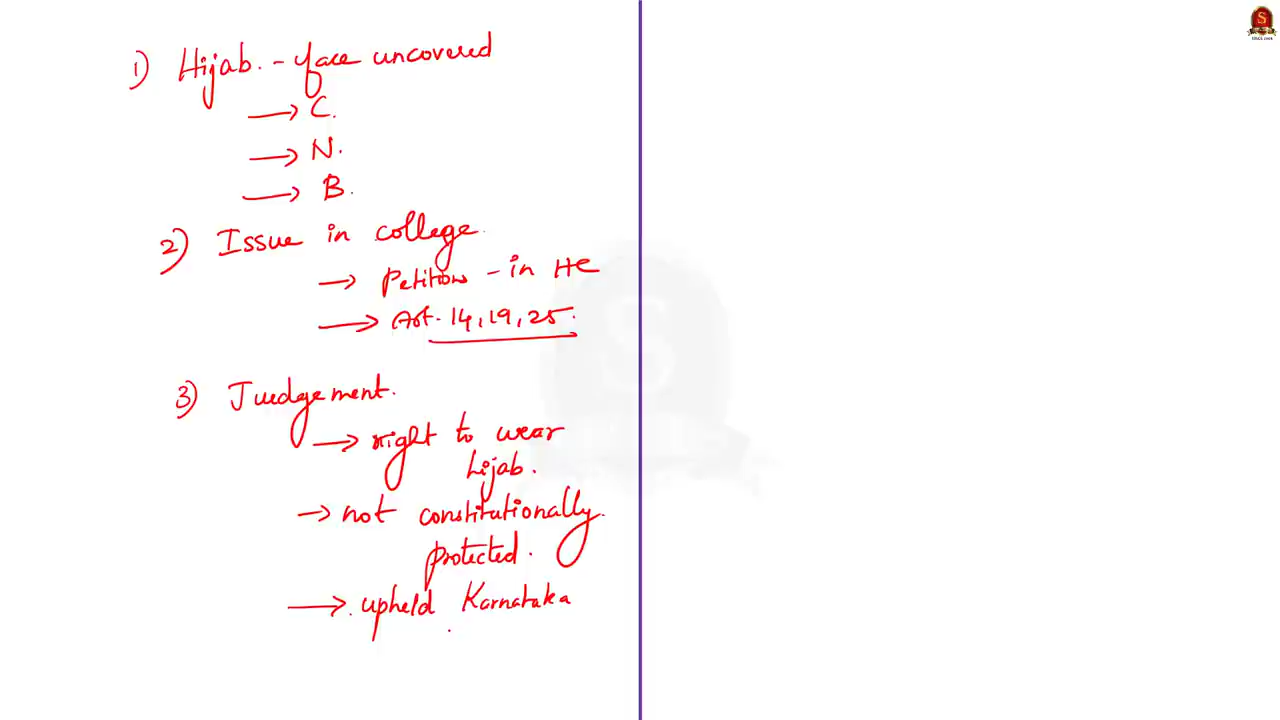 1) Hijab. - face uncovered
→ C.
→ N.
→ B.
2) Issue in college.
→ Petition - in HC
→ Art. 14, 19, 25.
3) Judgement.
→ right to wear
hijab.
→ not constitutionally.
protected.
→ upheld Karnataka
S